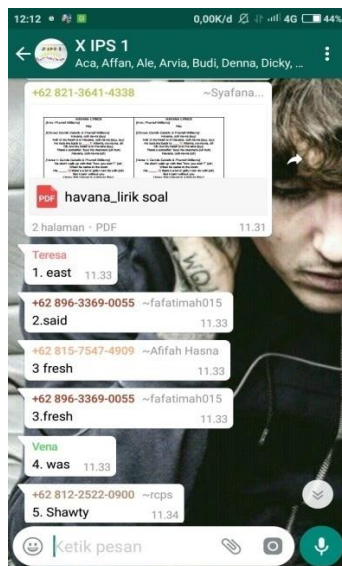 12:12
0,00K/d 4G 44%
X IPS 1
Aca, Affan, Ale, Arvia, Budi, Denna, Dicky, ...
+62 821-3641-4338 ~Syafana...
HAVANA LYRICS
PDF havana_lirik soal
2 halaman · PDF 11.31
Teresa
1. east 11.33
+62 896-3369-0055 ~fafatimah015
2.said
11.33
+62 815-7547-4909 ~Afifah Hasna
3 fresh
11.33
+62 896-3369-0055 ~fafatimah015
3.fresh
11.33
Vena
4. was 11.33
+62 812-2522-0900 ~rcps
5. Shawty 11.34
Ketik pesan